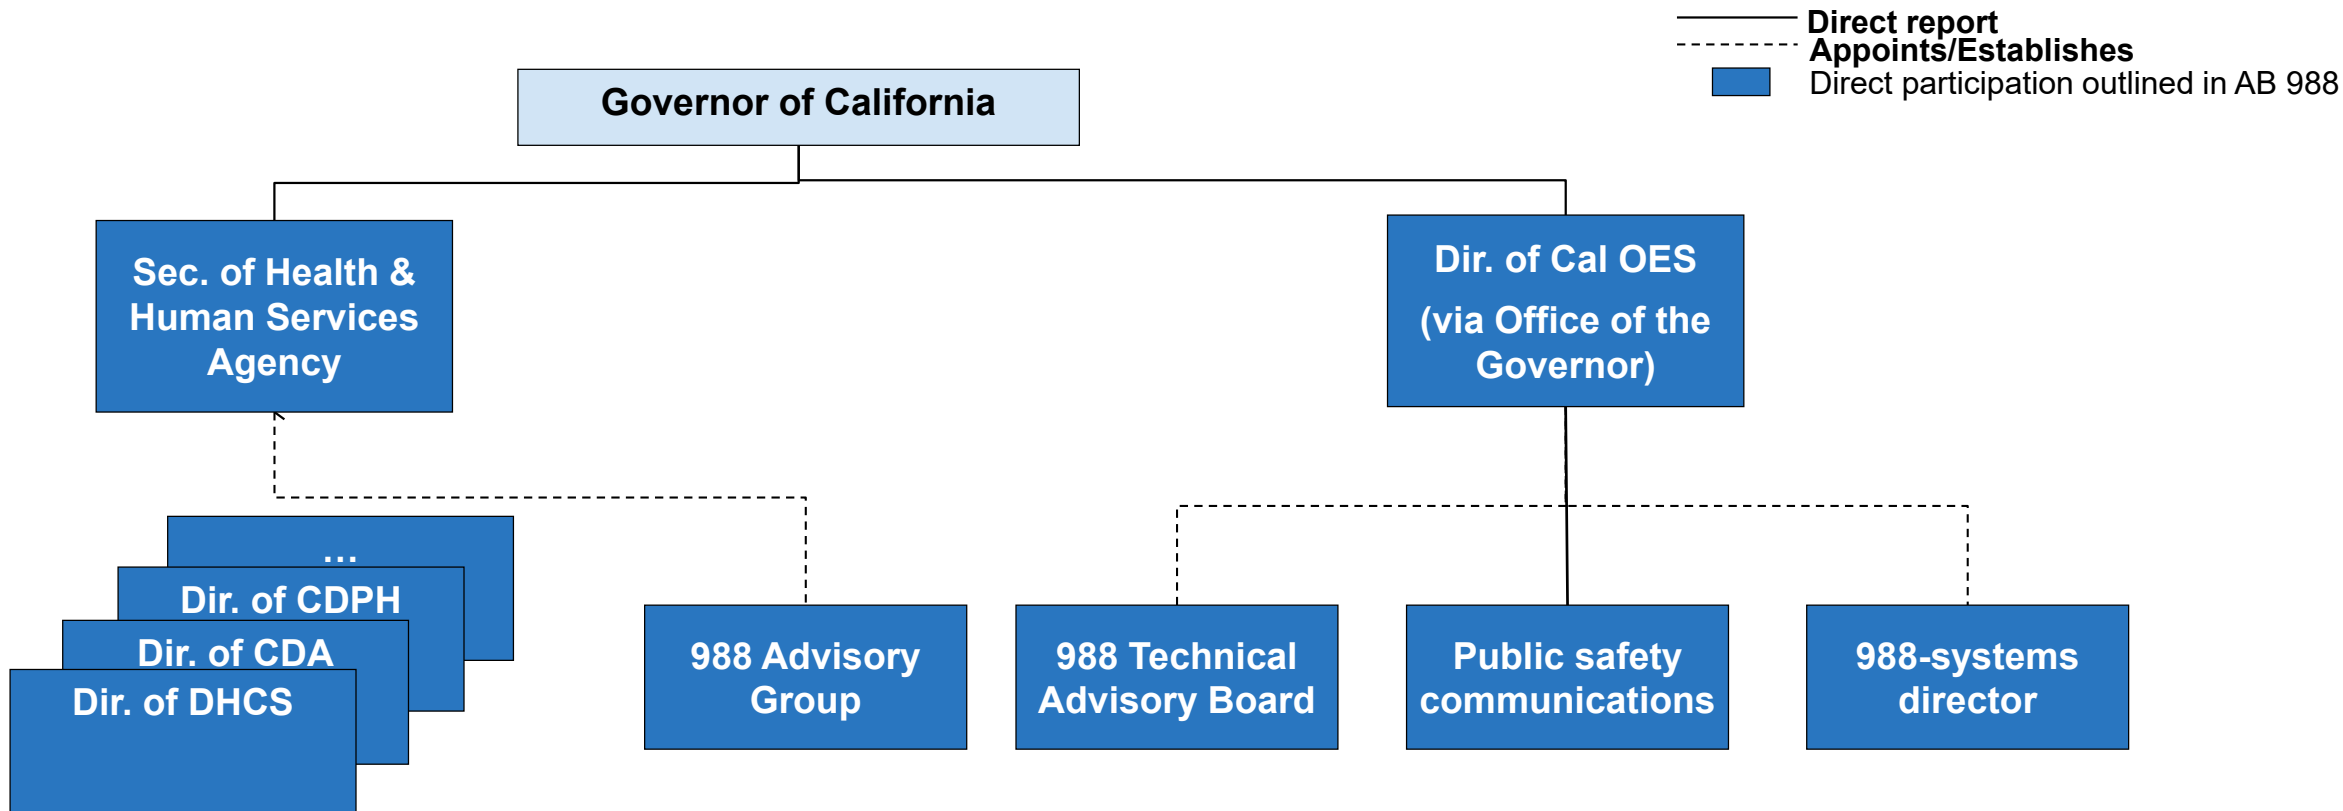 Direct report
Appoints/Establishes
Direct participation outlined in AB 988
Governor of California
Sec. of Health &
Human Services
Agency
Dir. of Cal OES
(via Office of the
Governor)
...
Dir. of CDPH
Dir. of CDA
Dir. of DHCS
988 Advisory
Group
988 Technical
Advisory Board
Public safety
communications
988-systems
director